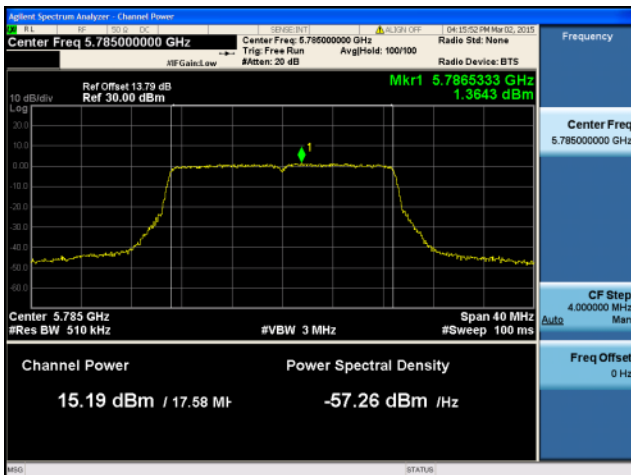 Agilent Spectrum Analyzer - Channel Power
RL RF 50 Ω DC SENSE:INT ALIGN OFF 04:15:52 PM Mar 02, 2015
Center Freq 5.785000000 GHz
Center Freq: 5.785000000 GHz Radio Std: None
Trig: Free Run Avg|Hold: 100/100
#IFGain:Low #Atten: 20 dB Radio Device: BTS
Frequency
Mkr1 5.7865333 GHz
1.3643 dBm
Ref Offset 13.79 dB
10 dB/div Ref 30.00 dBm
Log
20.0
10.0
0.00
-10.0
-20.0
-30.0
-40.0
-50.0
-60.0
1
Center Freq
5.785000000 GHz
Center 5.785 GHz Span 40 MHz
#Res BW 510 kHz #VBW 3 MHz #Sweep 100 ms
CF Step
4.000000 MHz
Auto Man
Freq Offset
0 Hz
Channel Power Power Spectral Density
15.19 dBm / 17.58 MH -57.26 dBm /Hz
MSG STATUS